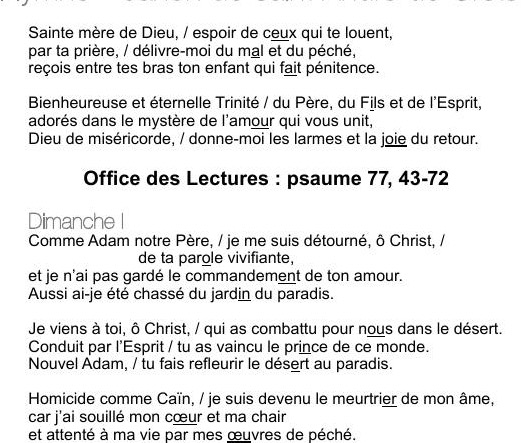 Sainte mère de Dieu, / espoir de ceux qui te louent,
par ta prière, / délivre-moi du mal et du péché,
reçois entre tes bras ton enfant qui fait pénitence.
Bienheureuse et éternelle Trinité / du Père, du Fils et de l'Esprit,
adorés dans le mystère de l'amour qui vous unit,
Dieu de miséricorde, / donne-moi les larmes et la joie du retour.
Office des Lectures : psaume 77, 43-72
Dimanche I
Comme Adam notre Père, / je me suis détourné, ô Christ, /
de ta parole vivifiante,
et je n'ai pas gardé le commandement de ton amour.
Aussi ai-je été chassé du jardin du paradis.
Je viens à toi, ô Christ, / qui as combattu pour nous dans le désert.
Conduit par l'Esprit / tu as vaincu le prince de ce monde.
Nouvel Adam, / tu fais refleurir le désert au paradis.
Homicide comme Caïn, / je suis devenu le meurtrier de mon âme,
car j'ai souillé mon cœur et ma chair
et attenté à ma vie par mes œuvres de péché.